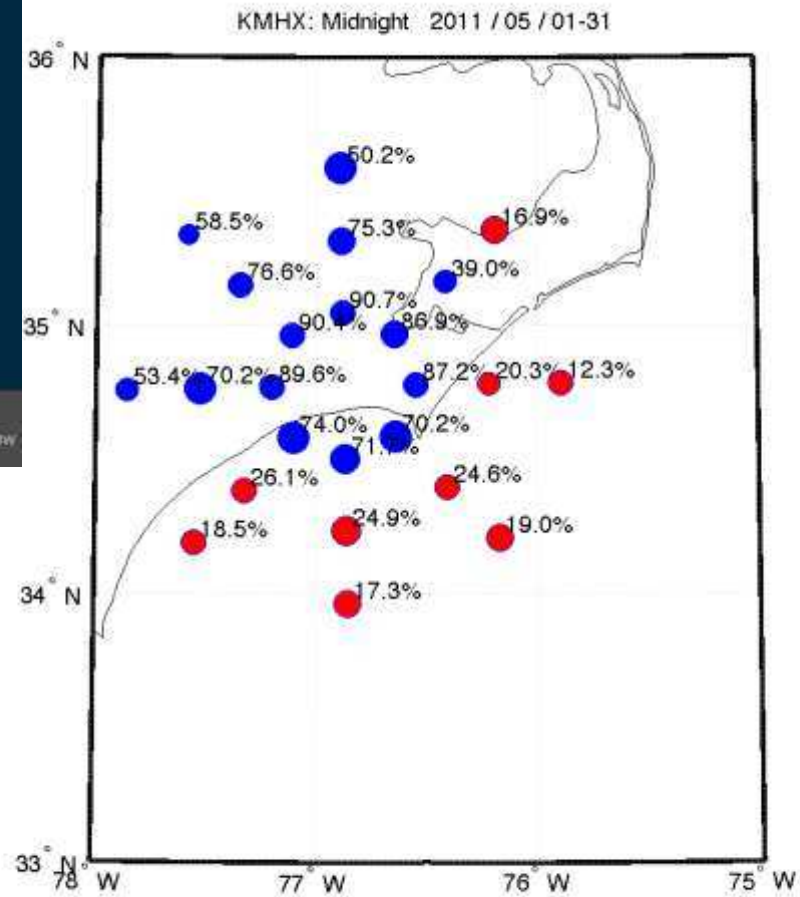 KMHX: Midnight 2011 / 05 / 01-31
36° N
50.2%
16.9%
58.5%
75.3%
39.0%
76.6%
90.7%
35° N
90.4%
86.9%
53.4%
70.2%
89.6%
87.2%
20.3%
12.3%
74.0%
70.2%
26.1%
24.6%
18.5%
24.9%
19.0%
34° N
17.3%
33° N
78° W
77° W
76° W
75° W